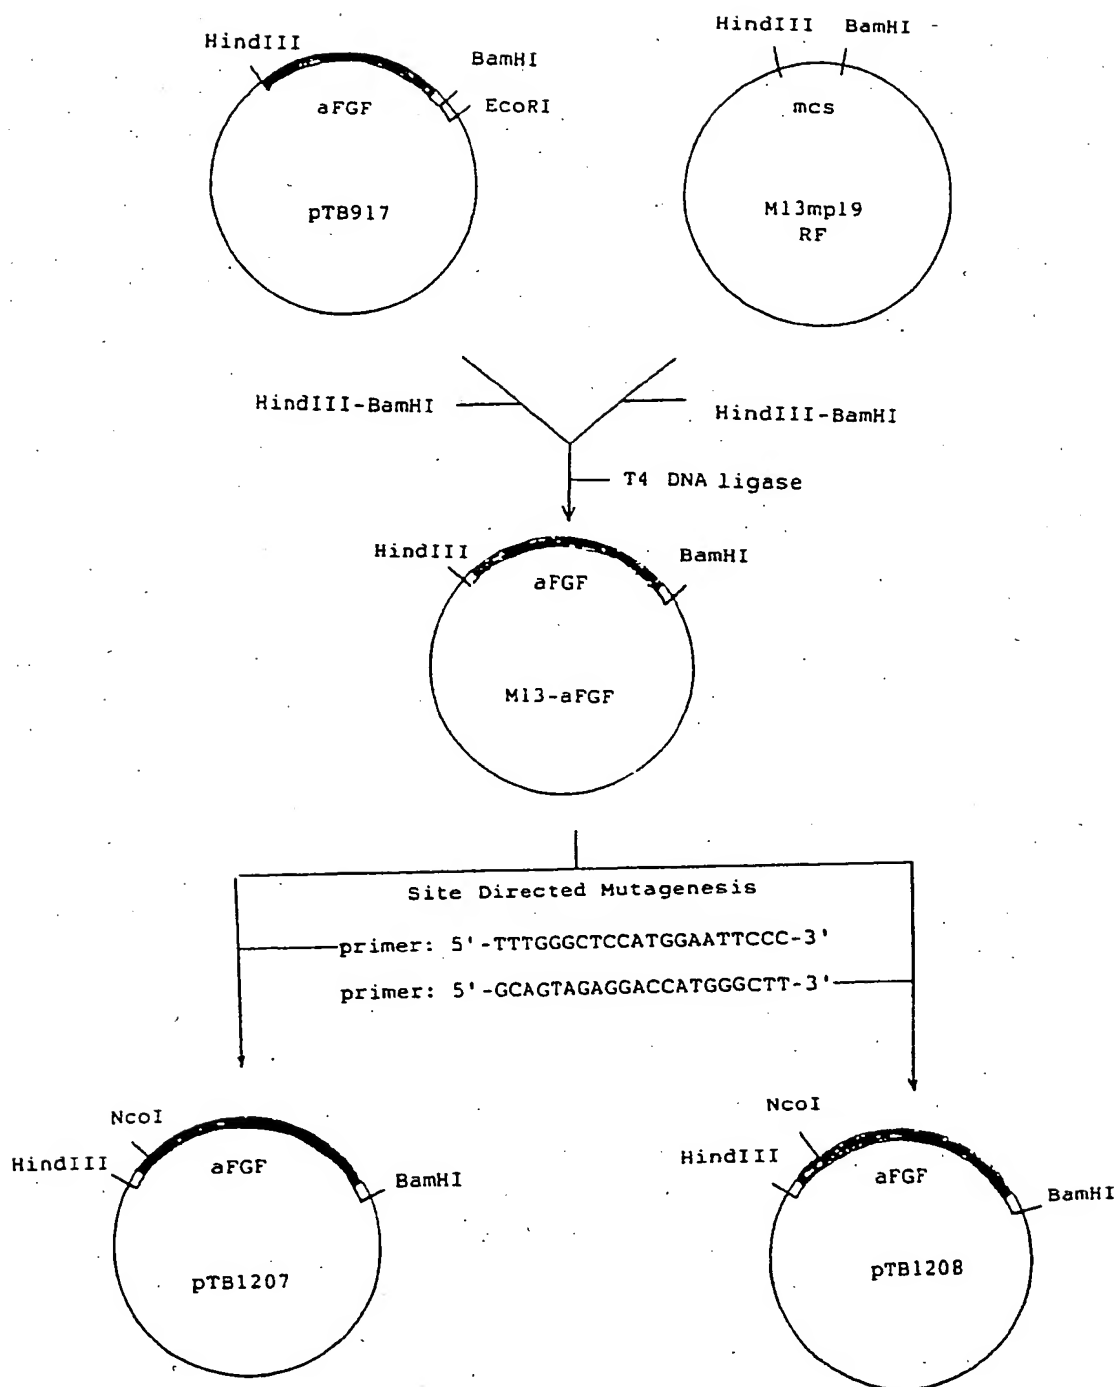 HindIII
BamHI
EcoRI
aFGF
pTB917
HindIII BamHI
mcs
M13mp19
RF
HindIII-BamHI
HindIII-BamHI
T4 DNA ligase
HindIII
BamHI
aFGF
M13-aFGF
Site Directed Mutagenesis
primer: 5'-TTTGGGCTCCATGGAATTCCC-3'
primer: 5'-GCAGTAGAGGACCATGGGCTT-3'
NcoI
HindIII
aFGF
BamHI
pTB1207
NcoI
HindIII
aFGF
BamHI
pTB1208